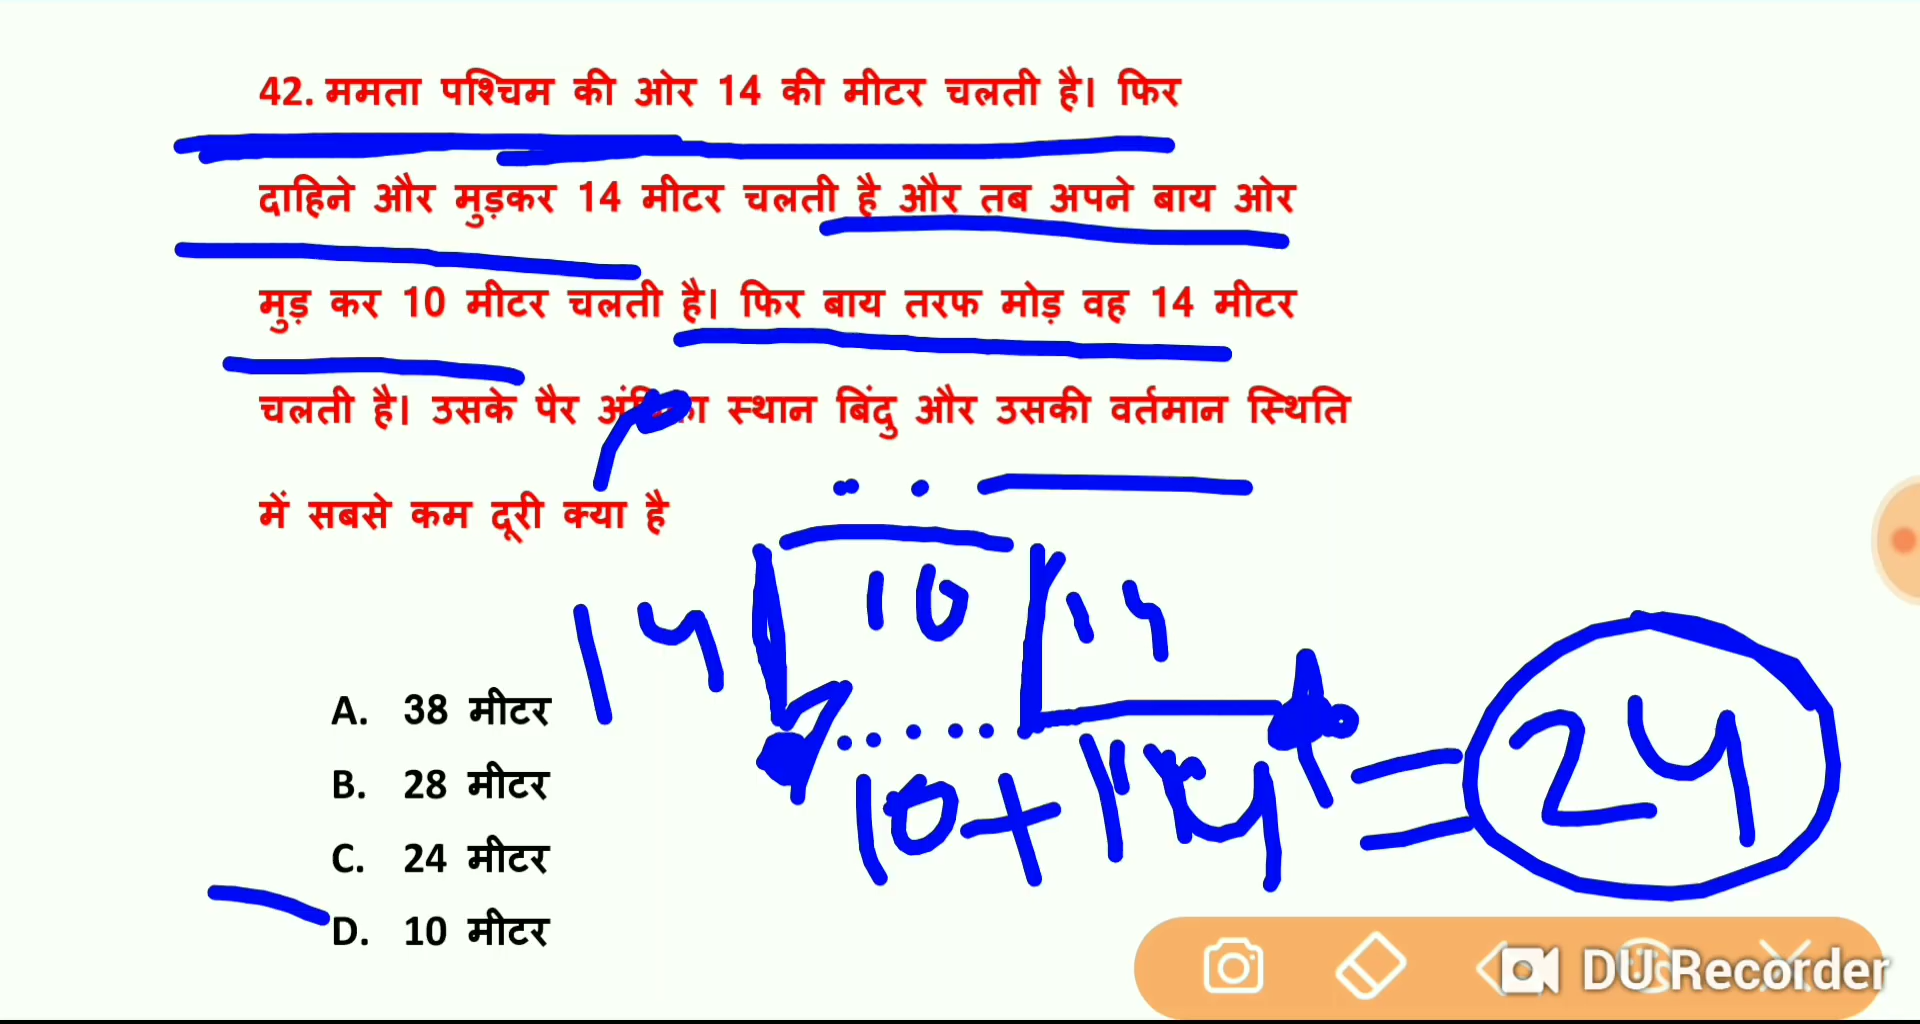 42. ममता पश्चिम की ओर 14 की मीटर चलती है। फिर
दाहिने और मुड़कर 14 मीटर चलती है और तब अपने बाय ओर
मुड़ कर 10 मीटर चलती है। फिर बाय तरफ मोड़ वह 14 मीटर
चलती है। उसके पैर स्थान बिंदु और उसकी वर्तमान स्थिति
में सबसे कम दूरी क्या है
14 10 14
10+14 = 24
A. 38 मीटर
B. 28 मीटर
C. 24 मीटर
D. 10 मीटर
DU Recorder